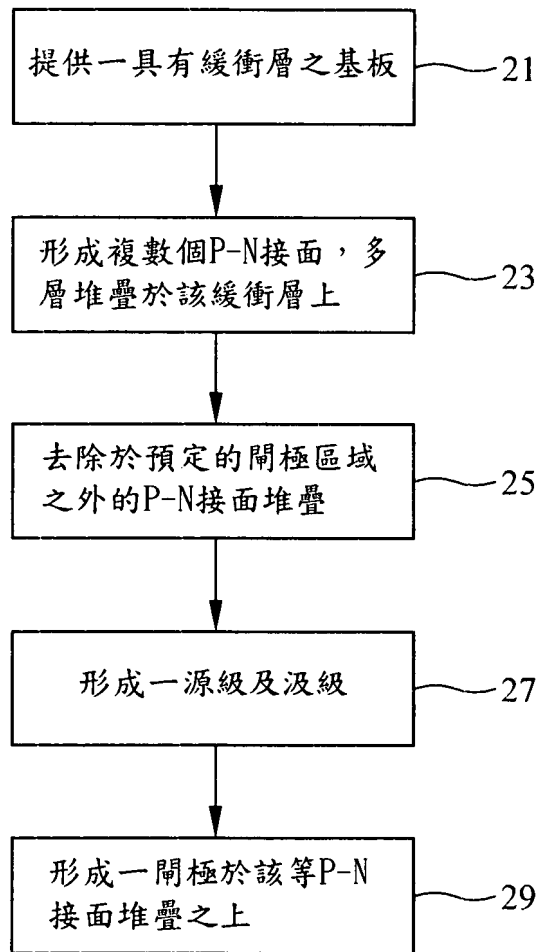 提供一具有緩衝層之基板
21
形成複數個P-N接面，多
層堆疊於該緩衝層上
23
去除於預定的閘極區域
之外的P-N接面堆疊
25
形成一源級及汲級
27
形成一閘極於該等P-N
接面堆疊之上
29